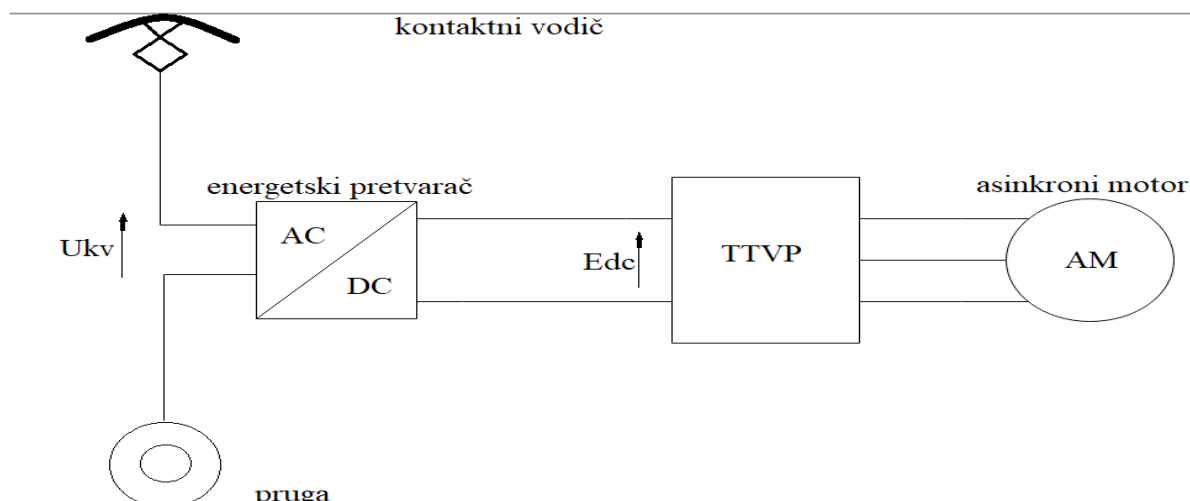 kontaktni vodič
energetski pretvarač
asinkroni motor
Ukv
AC
DC
Edc
TTVP
AM
pruga